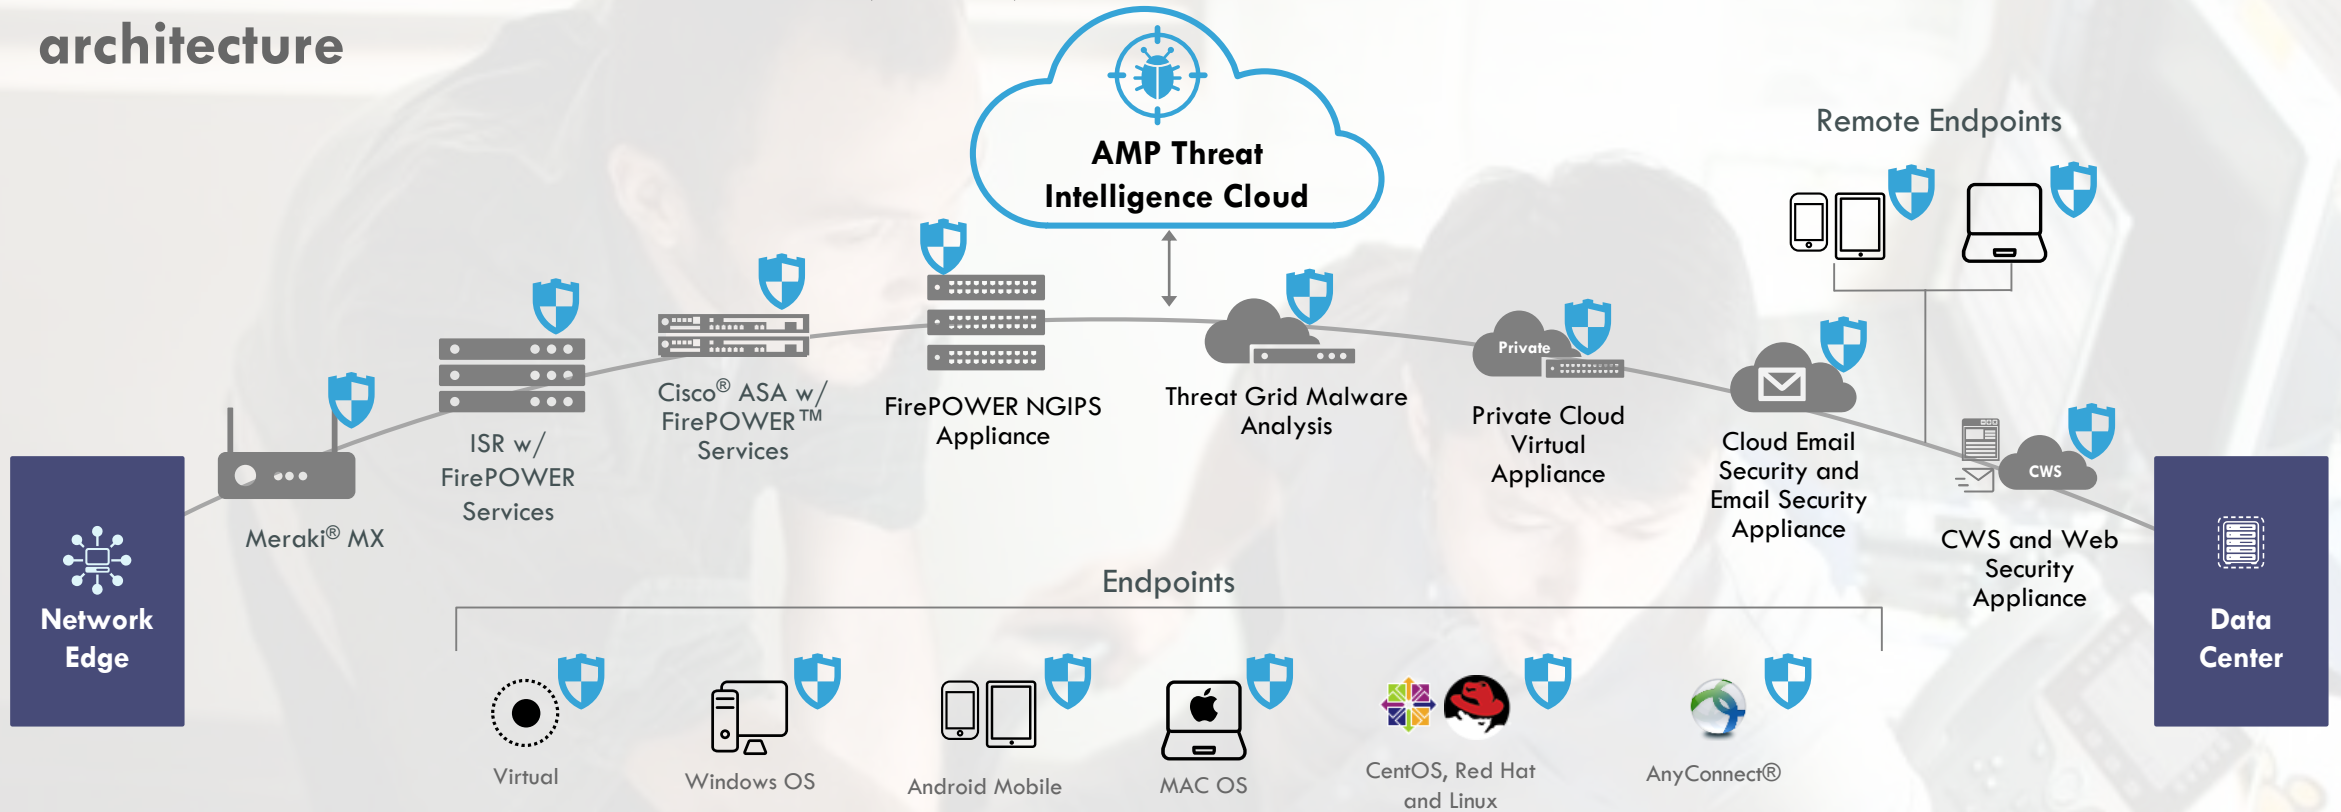 architecture
AMP Threat
Intelligence Cloud
Remote Endpoints
Meraki® MX
ISR w/
FirePOWER
Services
Cisco® ASA w/
FirePOWER™
Services
FirePOWER NGIPS
Appliance
Threat Grid Malware
Analysis
Private
Private Cloud
Virtual
Appliance
Cloud Email
Security and
Email Security
Appliance
CWS
CWS and Web
Security
Appliance
Network
Edge
Data
Center
Endpoints
Virtual
Windows OS
Android Mobile
MAC OS
CentOS, Red Hat
and Linux
AnyConnect®